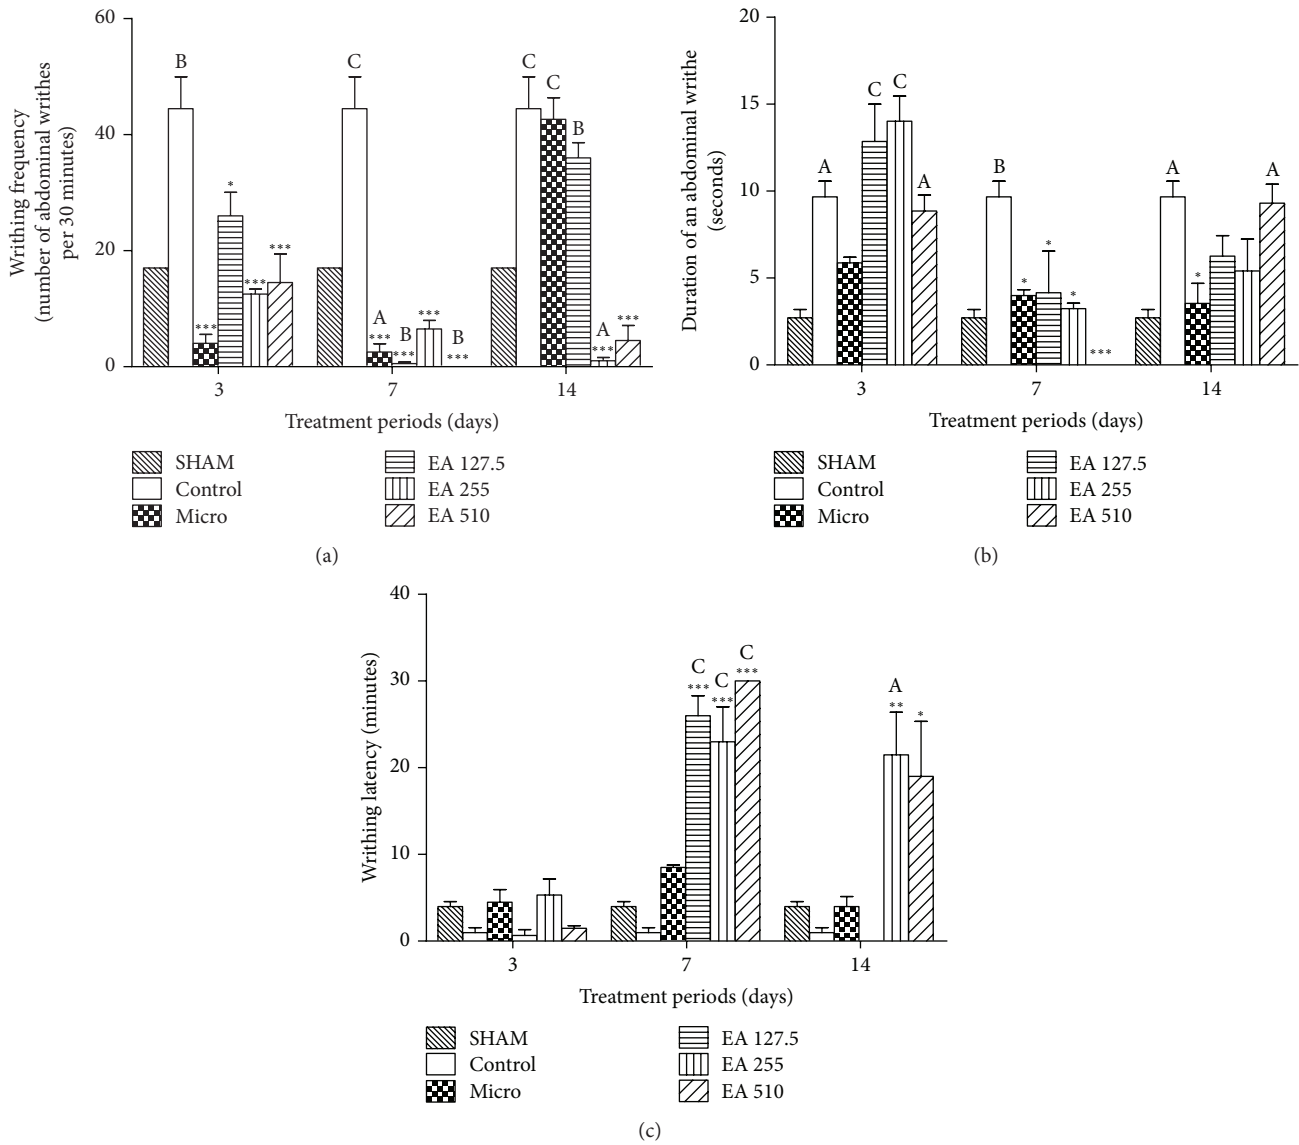 60
40
20
0
Writhing frequency
(number of abdominal writhes
per 30 minutes)
B
***
*
***
***
C
A
***
B
***
***
B
***
C
C
B
A
***
***
3
7
14
Treatment periods (days)
SHAM
Control
Micro
EA 127.5
EA 255
EA 510
(a)
20
15
10
5
0
Duration of an abdominal writhe
(seconds)
A
C
C
A
B
*
*
*
***
A
*
A
3
7
14
Treatment periods (days)
SHAM
Control
Micro
EA 127.5
EA 255
EA 510
(b)
40
30
20
10
0
Writhing latency (minutes)
C
***
C
***
C
***
A
**
*
3
7
14
Treatment periods (days)
SHAM
Control
Micro
EA 127.5
EA 255
EA 510
(c)